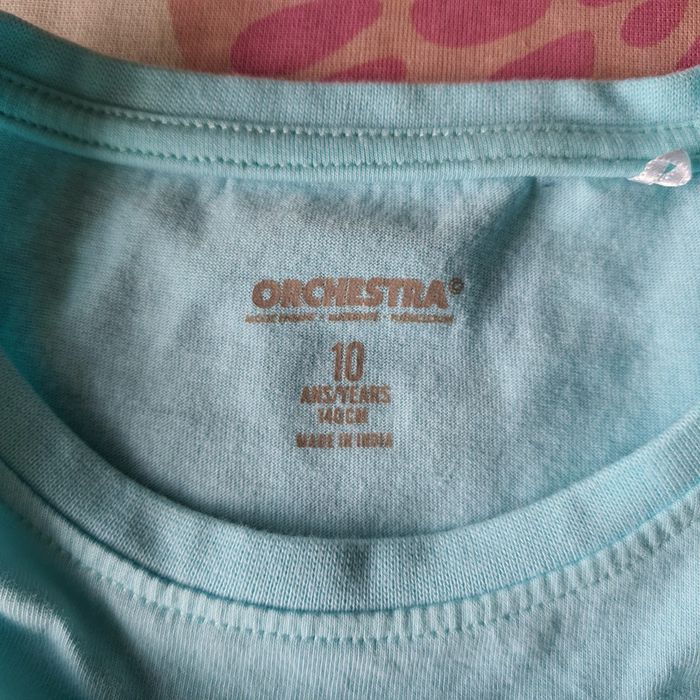 ORCHESTRA®
10
ANS/YEARS
140CM
MADE IN INDIA